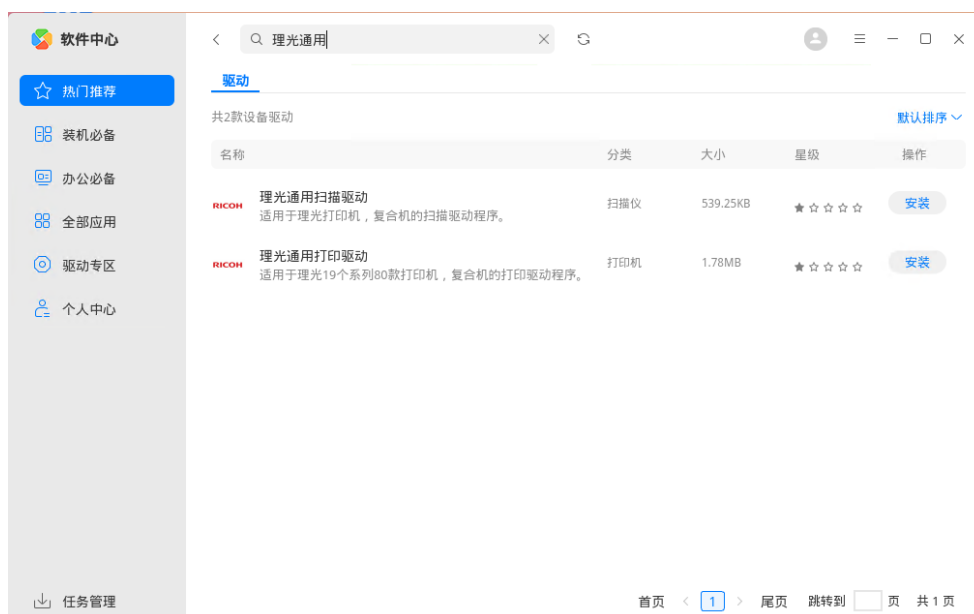 软件中心
理光通用
热门推荐
装机必备
办公必备
全部应用
驱动专区
个人中心
任务管理
驱动
共2款设备驱动
默认排序
名称 分类 大小 星级 操作
RICOH 理光通用扫描驱动 扫描仪 539.25KB 安装
适用于理光打印机，复合机的扫描驱动程序。
RICOH 理光通用打印驱动 打印机 1.78MB 安装
适用于理光19个系列80款打印机，复合机的打印驱动程序。
首页 1 尾页 跳转到 页 共1页